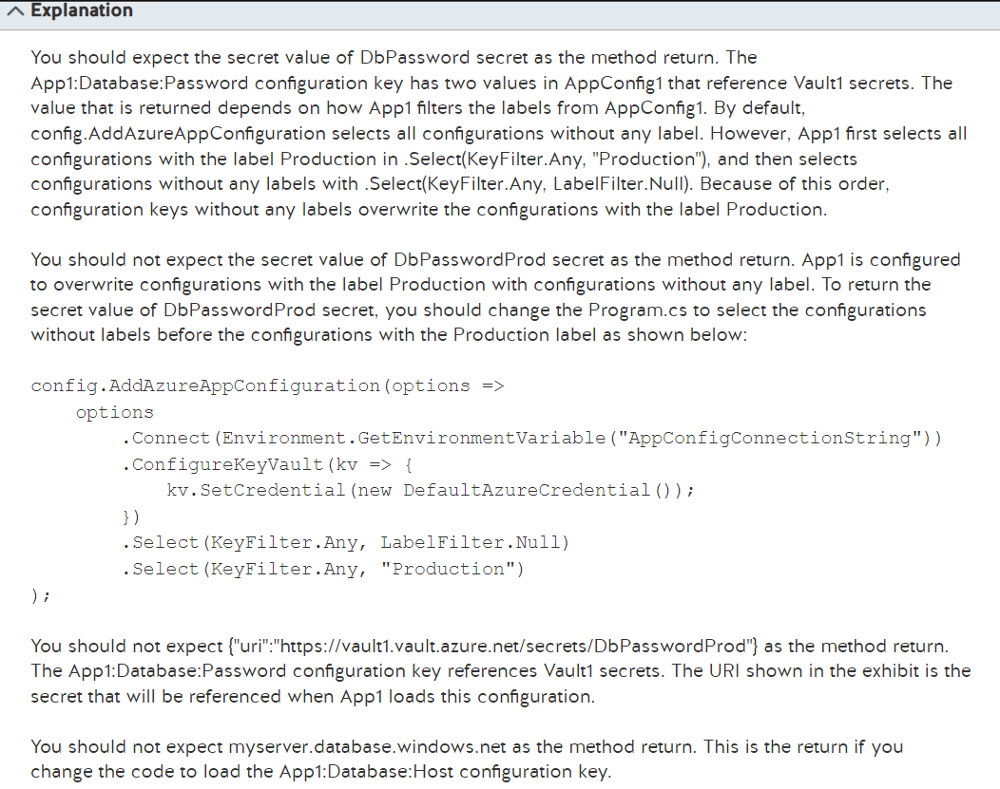 Explanation
You should expect the secret value of DbPassword secret as the method return. The
App1:Database:Password configuration key has two values in AppConfig1 that reference Vault1 secrets. The
value that is returned depends on how App1 filters the labels from AppConfig1. By default,
config.AddAzureAppConfiguration selects all configurations without any label. However, App1 first selects all
configurations with the label Production in .Select(KeyFilter.Any, "Production"), and then selects
configurations without any labels with .Select(KeyFilter.Any, LabelFilter.Null). Because of this order,
configuration keys without any labels overwrite the configurations with the label Production.
You should not expect the secret value of DbPasswordProd secret as the method return. App1 is configured
to overwrite configurations with the label Production with configurations without any label. To return the
secret value of DbPasswordProd secret, you should change the Program.cs to select the configurations
without labels before the configurations with the Production label as shown below:
config.AddAzureAppConfiguration(options =>
options
.Connect(Environment.GetEnvironmentVariable("AppConfigConnectionString"))
.ConfigureKeyVault(kv => {
kv.SetCredential(new DefaultAzureCredential());
})
.Select(KeyFilter.Any, LabelFilter.Null)
.Select(KeyFilter.Any, "Production")
);
You should not expect {"uri":"https://vault1.vault.azure.net/secrets/DbPasswordProd"} as the method return.
The App1:Database:Password configuration key references Vault1 secrets. The URI shown in the exhibit is the
secret that will be referenced when App1 loads this configuration.
You should not expect myserver.database.windows.net as the method return. This is the return if you
change the code to load the App1:Database:Host configuration key.